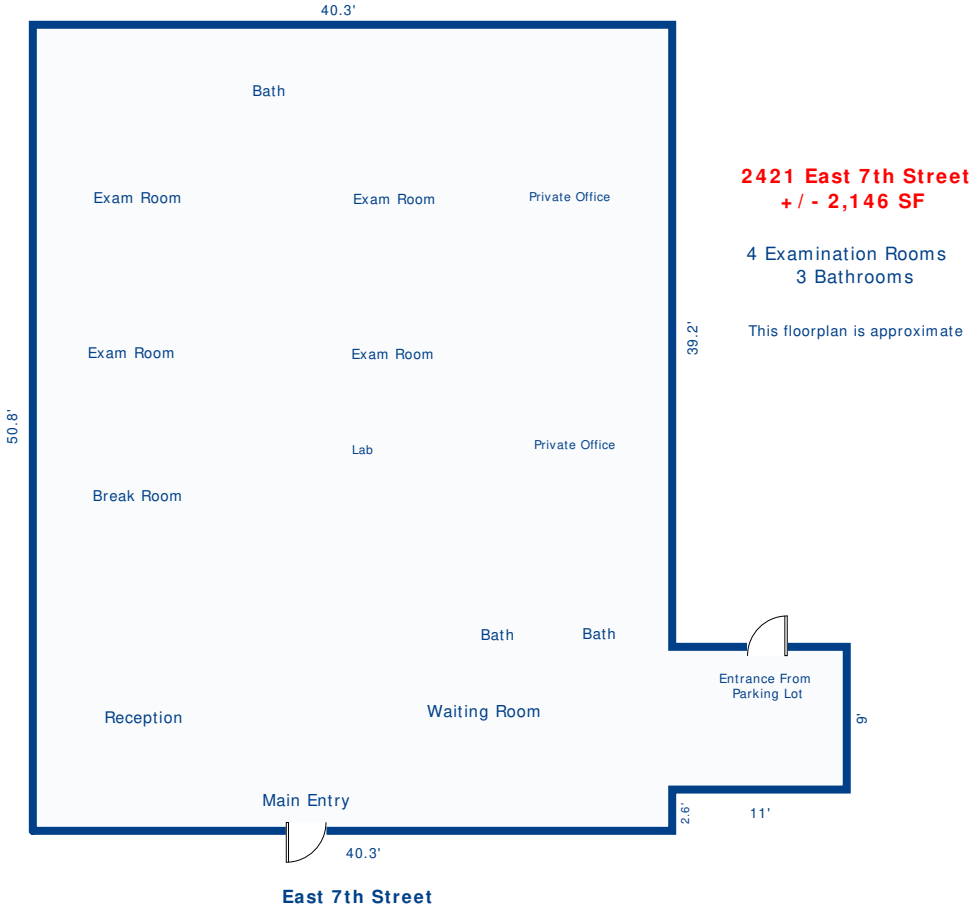 40.3'
Bath
2421 East 7th Street
+/- 2,146 SF
Exam Room
Exam Room
Private Office
4 Examination Rooms
3 Bathrooms
This floorplan is approximate
39.2'
Exam Room
Exam Room
50.8'
Lab
Private Office
Break Room
Bath
Bath
Entrance From
Parking Lot
Reception
Waiting Room
9'
Main Entry
2.6'
11'
40.3'
East 7th Street